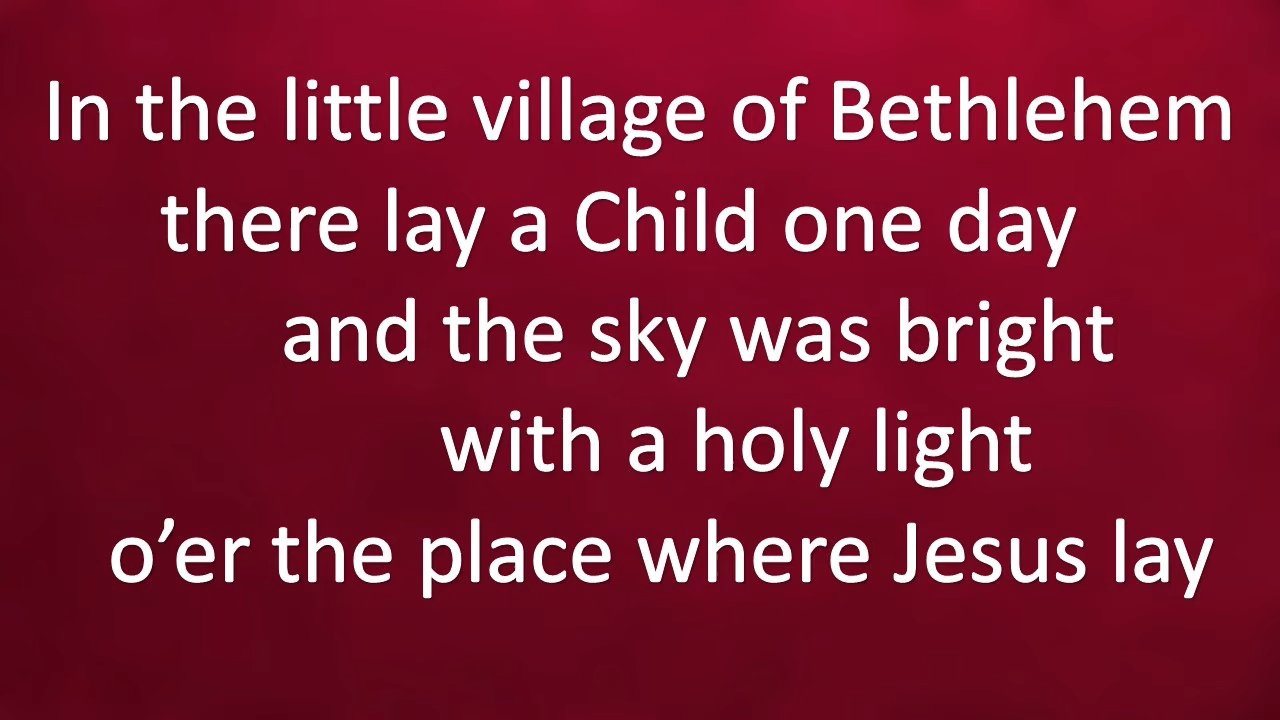 In the little village of Bethlehem
there lay a Child one day
and the sky was bright
with a holy light
o’er the place where Jesus lay